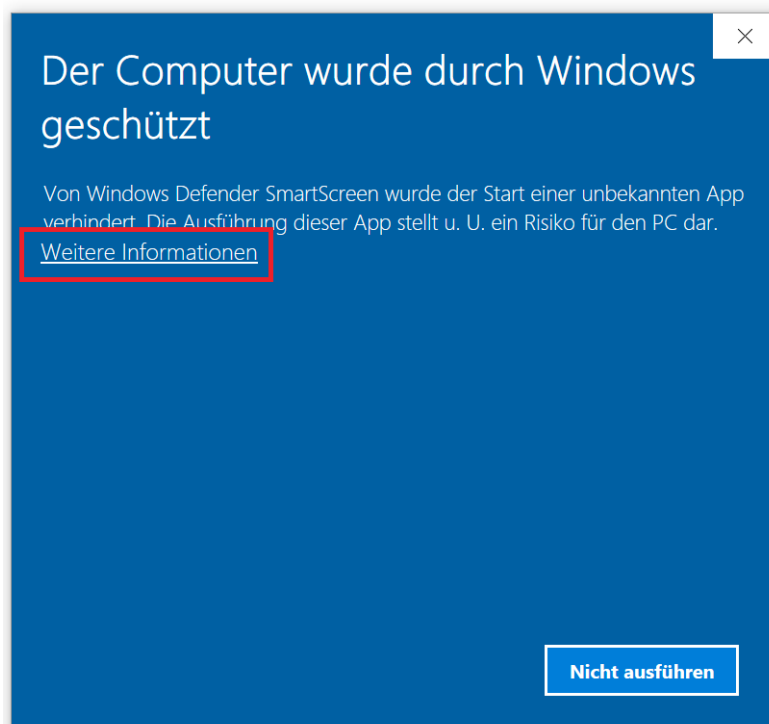 Der Computer wurde durch Windows
geschützt
Von Windows Defender SmartScreen wurde der Start einer unbekannten App
verhindert. Die Ausführung dieser App stellt u. U. ein Risiko für den PC dar.
Weitere Informationen
Nicht ausführen